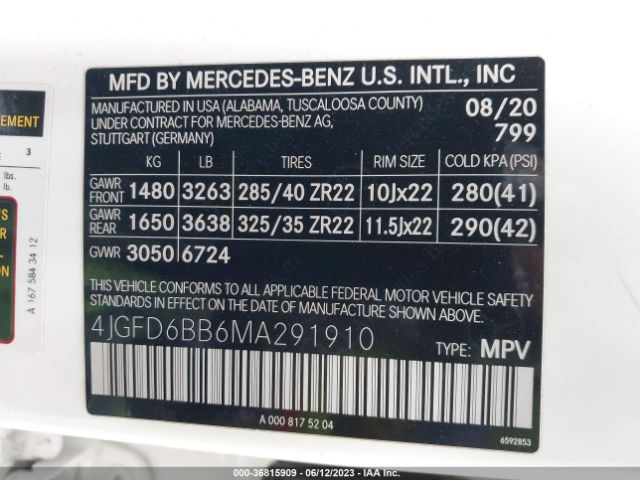 MFD BY MERCEDES-BENZ U.S. INTL., INC
MANUFACTURED IN USA (ALABAMA, TUSCALOOSA COUNTY) 08/20
UNDER CONTRACT FOR MERCEDES-BENZ AG, 799
STUTTGART (GERMANY)
KG LB TIRES RIM SIZE COLD KPA (PSI)
GAWR FRONT 1480 3263 285/40 ZR22 10Jx22 280(41)
GAWR REAR 1650 3638 325/35 ZR22 11.5Jx22 290(42)
GVWR 3050 6724
THIS VEHICLE CONFORMS TO ALL APPLICABLE FEDERAL MOTOR VEHICLE SAFETY
STANDARDS IN EFFECT ON THE DATE OF MANUFACTURE SHOWN ABOVE.
4JGFD6BB6MA291910
TYPE: MPV
A 000 817 52 04
6592853
EMENT
3
lbs.
lb.
A 167 584 34 12
000-36815909 - 06/12/2023 - IAA Inc.